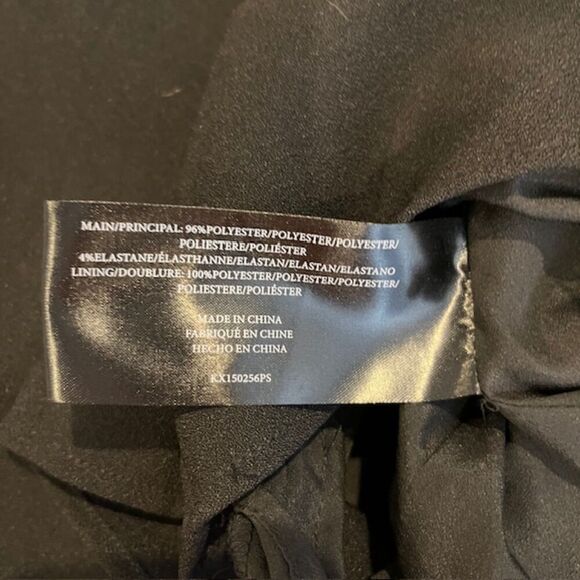 MAIN/PRINCIPAL: 96%POLYESTER/POLYESTER/POLYESTER/
POLIESTERE/POLIÉSTER
4%ELASTANE/ÉLASTHANNE/ELASTAN/ELASTAN/ELASTANO
LINING/DOUBLURE: 100%POLYESTER/POLYESTER/POLYESTER/
POLIESTERE/POLIÉSTER
MADE IN CHINA
FABRIQUÉ EN CHINE
HECHO EN CHINA
KX150256PS